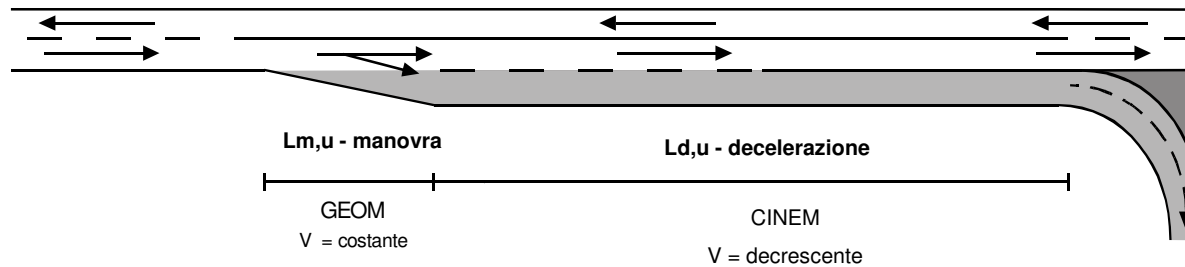 Lm,u - manovra
Ld,u - decelerazione
GEOM
V = costante
CINEM
V = decrescente